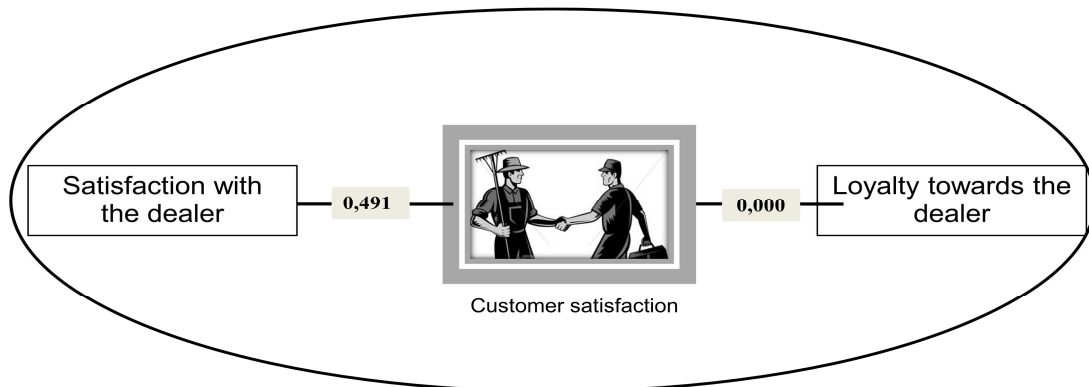 Satisfaction with
the dealer
0,491
Customer satisfaction
0,000
Loyalty towards the
dealer